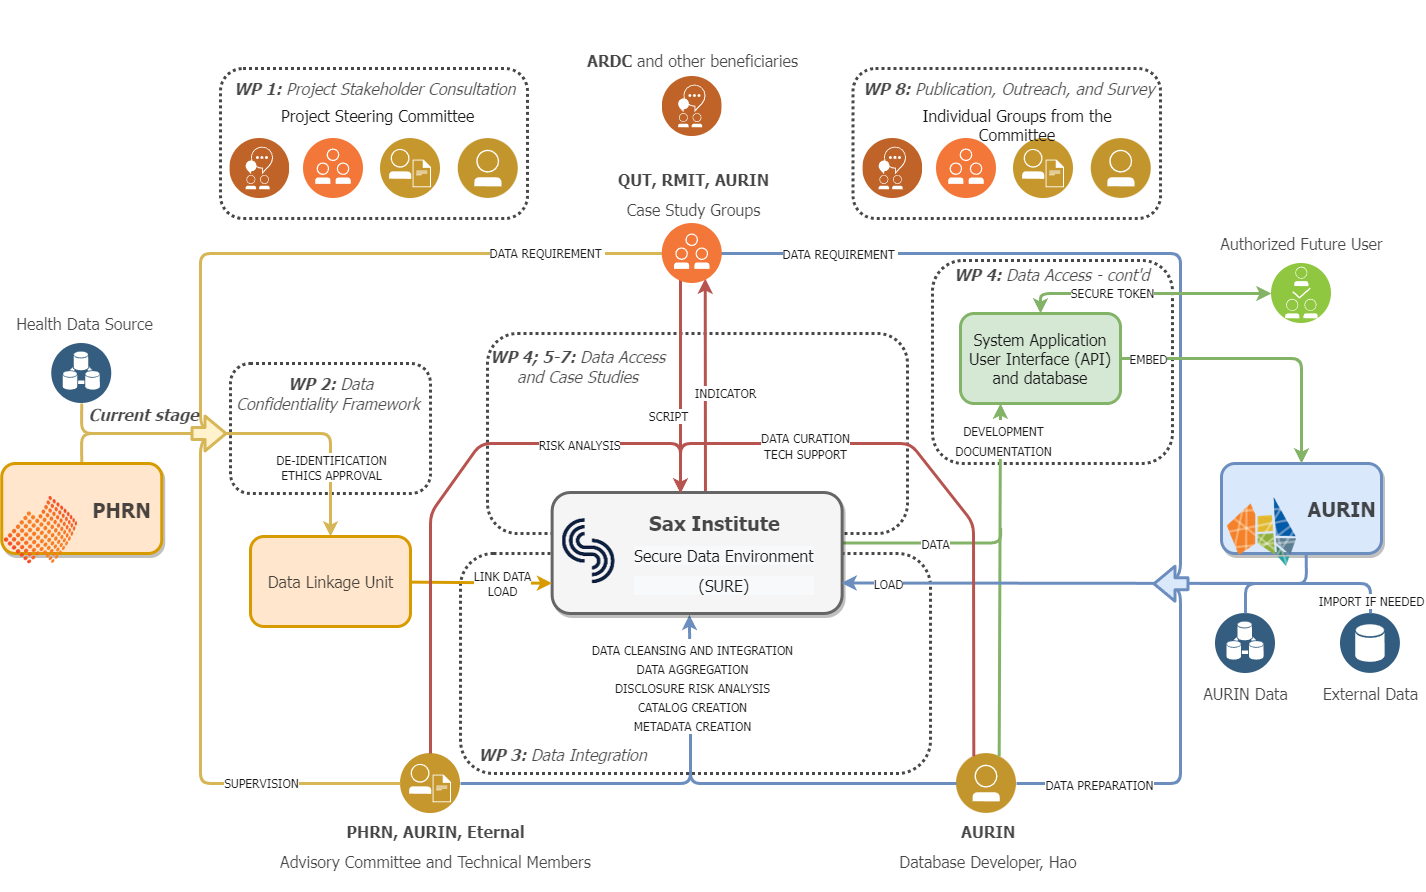 ARDC and other beneficiaries
WP 1: Project Stakeholder Consultation
Project Steering Committee
WP 8: Publication, Outreach, and Survey
Individual Groups from the
Committee
QUT, RMIT, AURIN
Case Study Groups
DATA REQUIREMENT
DATA REQUIREMENT
Authorized Future User
WP 4: Data Access - cont'd
SECURE TOKEN
System Application
User Interface (API)
and database
EMBED
DEVELOPMENT
DOCUMENTATION
Health Data Source
Current stage
WP 2: Data
Confidentiality Framework
DE-IDENTIFICATION
ETHICS APPROVAL
WP 4; 5-7: Data Access
and Case Studies
INDICATOR
SCRIPT
RISK ANALYSIS
DATA CURATION
TECH SUPPORT
PHRN
AURIN
Sax Institute
Secure Data Environment
(SURE)
DATA
Data Linkage Unit
LINK DATA
LOAD
LOAD
IMPORT IF NEEDED
AURIN Data
External Data
DATA CLEANSING AND INTEGRATION
DATA AGGREGATION
DISCLOSURE RISK ANALYSIS
CATALOG CREATION
METADATA CREATION
WP 3: Data Integration
SUPERVISION
DATA PREPARATION
PHRN, AURIN, Eternal
Advisory Committee and Technical Members
AURIN
Database Developer, Hao